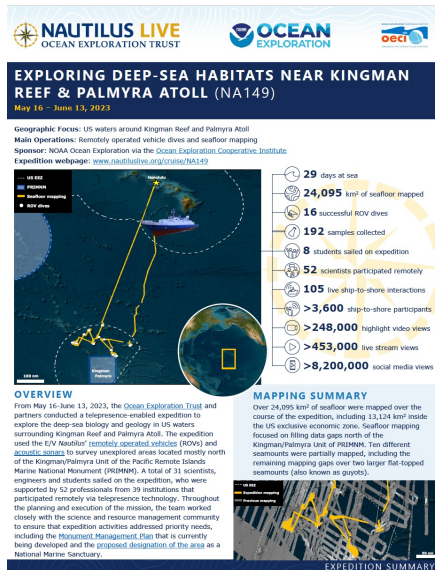 NAUTILUS LIVE
OCEAN EXPLORATION TRUST
NOAA
OCEAN
EXPLORATION
oeci
EXPLORING DEEP-SEA HABITATS NEAR KINGMAN
REEF & PALMYRA ATOLL (NA149)
May 16 – June 13, 2023
Geographic Focus: US waters around Kingman Reef and Palmyra Atoll
Main Operations: Remotely operated vehicle dives and seafloor mapping
Sponsor: NOAA Ocean Exploration via the Ocean Exploration Cooperative Institute
Expedition webpage: www.nautiluslive.org/cruise/NA149
US EEZ
PRIMNM
Seafloor mapping
ROV dives
Honolulu
Kingman
Palmyra
100 nm
29 days at sea
24,095 km² of seafloor mapped
16 successful ROV dives
192 samples collected
8 students sailed on expedition
52 scientists participated remotely
105 live ship-to-shore interactions
>3,600 ship-to-shore participants
>248,000 highlight video views
>453,000 live stream views
>8,200,000 social media views
OVERVIEW
From May 16-June 13, 2023, the Ocean Exploration Trust and
partners conducted a telepresence-enabled expedition to
explore the deep-sea biology and geology in US waters
surrounding Kingman Reef and Palmyra Atoll. The expedition
used the E/V Nautilus' remotely operated vehicles (ROVs) and
acoustic sonars to survey unexplored areas located mostly north
of the Kingman/Palmyra Unit of the Pacific Remote Islands
Marine National Monument (PRIMNM). A total of 31 scientists,
engineers and students sailed on the expedition, who were
supported by 52 professionals from 39 institutions that
participated remotely via telepresence technology. Throughout
the planning and execution of the mission, the team worked
closely with the science and resource management community
to ensure that expedition activities addressed priority needs,
including the Monument Management Plan that is currently
being developed and the proposed designation of the area as a
National Marine Sanctuary.
MAPPING SUMMARY
Over 24,095 km² of seafloor were mapped over
the course of the expedition, including 13,124 km² inside
the US exclusive economic zone. Seafloor mapping
focused on filling data gaps north of the
Kingman/Palmyra Unit of PRIMNM. Ten different
seamounts were partially mapped, including the
remaining mapping gaps over two larger flat-topped
seamounts (also known as guyots).
US EEZ
Expedition mapping
Previous mapping
EXPEDITION SUMMARY